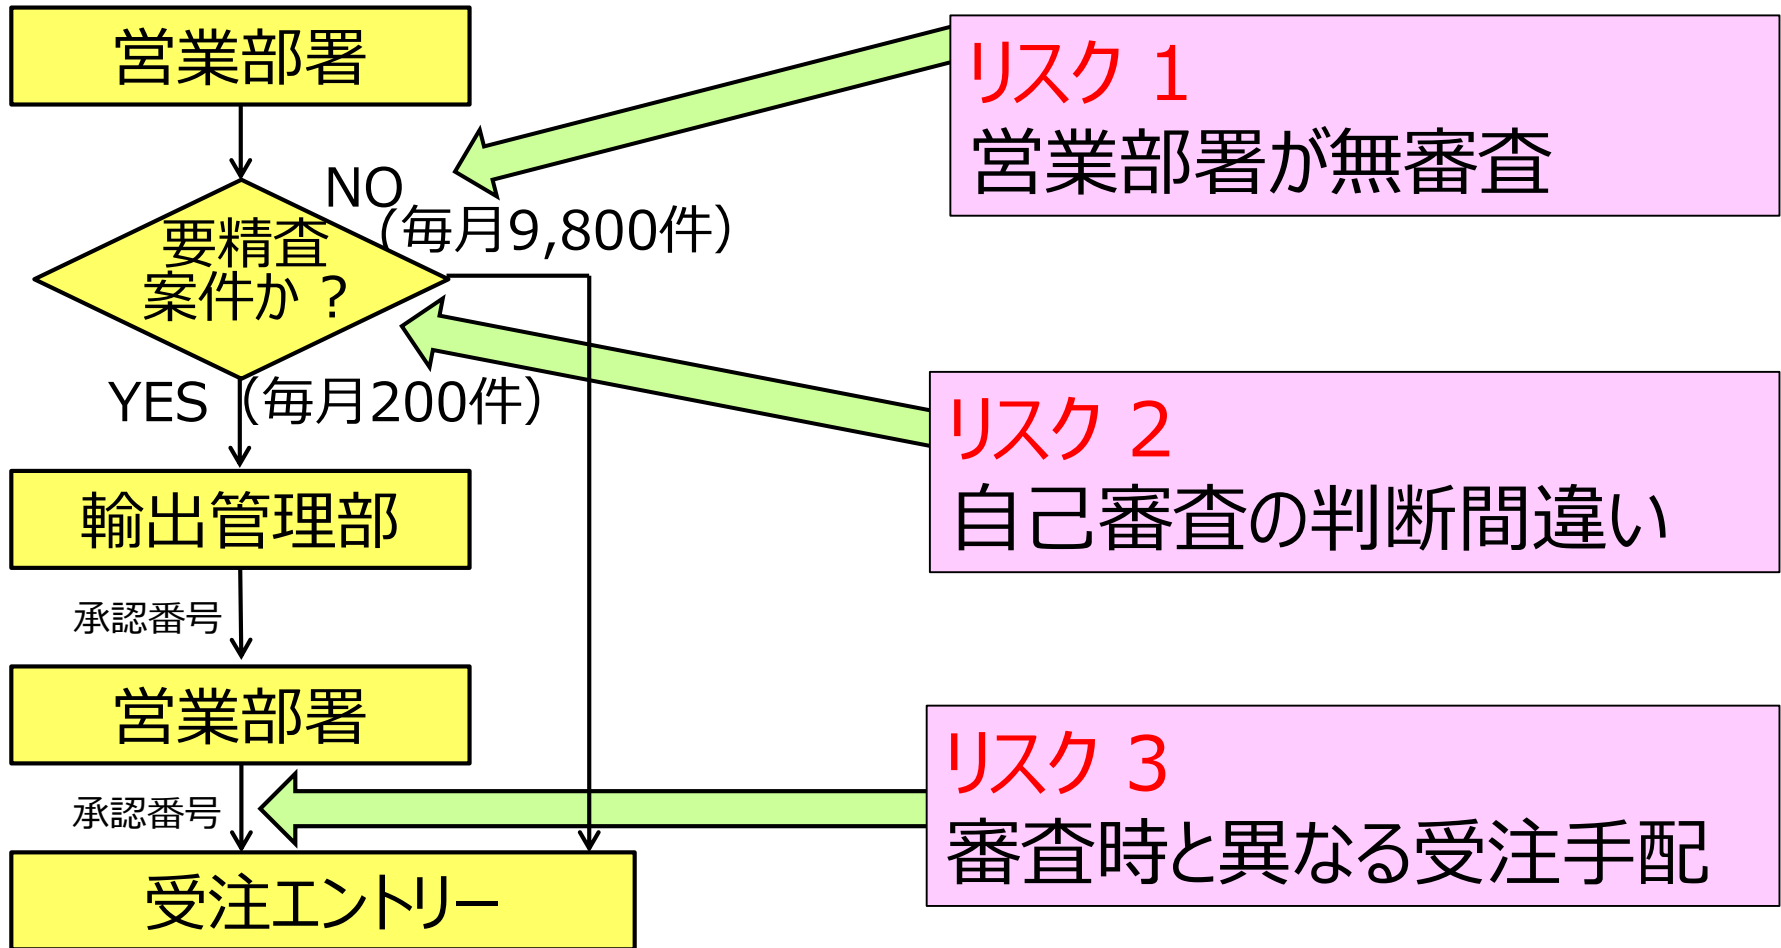 営業部署
リスク 1
営業部署が無審査
NO
（毎月9,800件）
要精査
案件か？
YES（毎月200件）
リスク 2
自己審査の判断間違い
輸出管理部
承認番号
営業部署
リスク 3
審査時と異なる受注手配
承認番号
受注エントリー